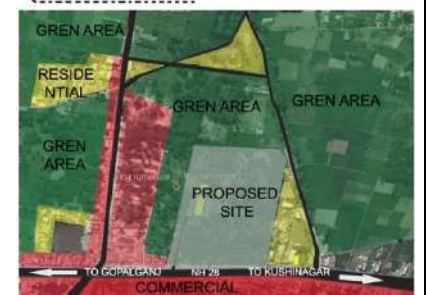 GREN AREA
RESIDE
NTIAL
GREN AREA
GREN AREA
GREN
AREA
PROPOSED
SITE
TO GOPALGANJ NH 28 TO KUSHINAGAR
COMMERCIAL